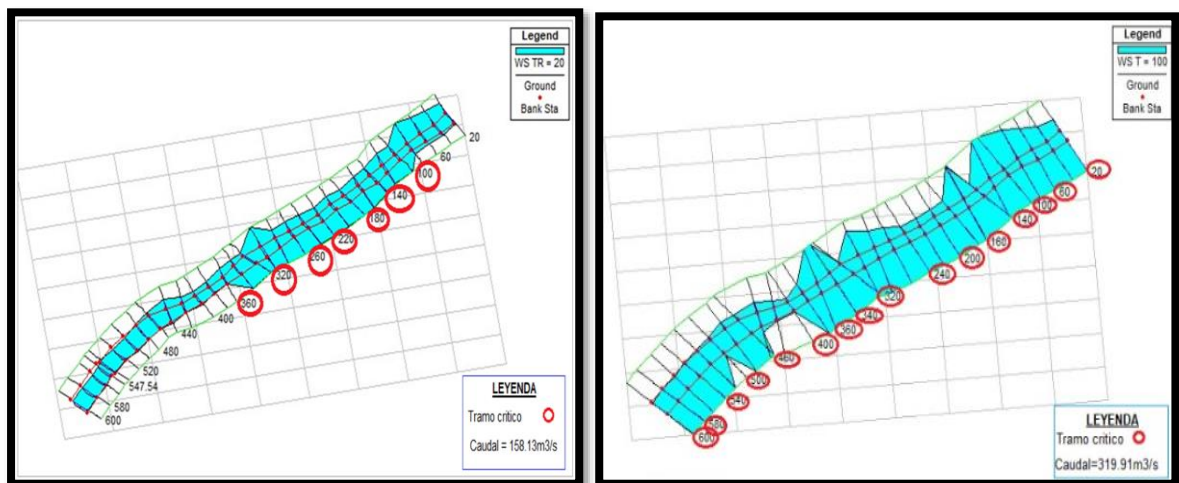 Legend
WS TR = 20
Ground
Bank Sta
20
60
100
140
180
220
260
320
360
400
440
480
520
547.54
580
600
LEYENDA
Tramo critico
Caudal = 158.13m3/s
Legend
WS T = 100
Ground
Bank Sta
20
60
100
140
160
200
240
320
340
360
400
460
500
540
580
600
LEYENDA
Tramo critico
Caudal=319.91m3/s